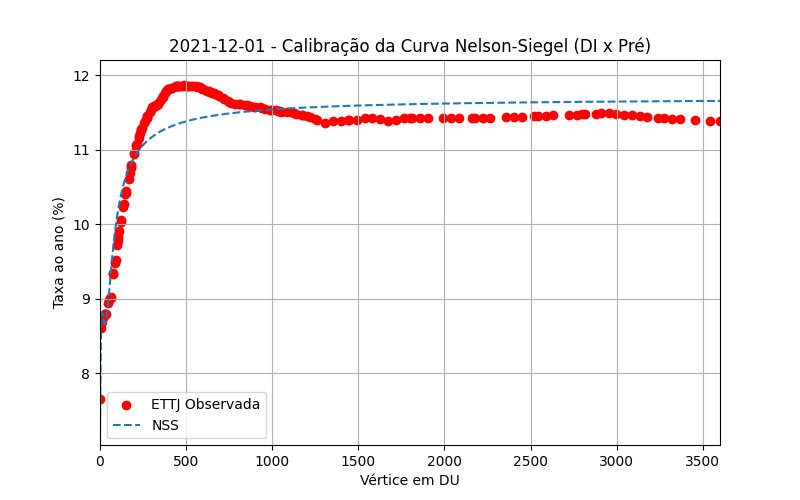 2021-12-01 - Calibração da Curva Nelson-Siegel (DI x Pré)
12
11
10
9
8
Taxa ao ano (%)
ETTJ Observada
NSS
0 500 1000 1500 2000 2500 3000 3500
Vértice em DU